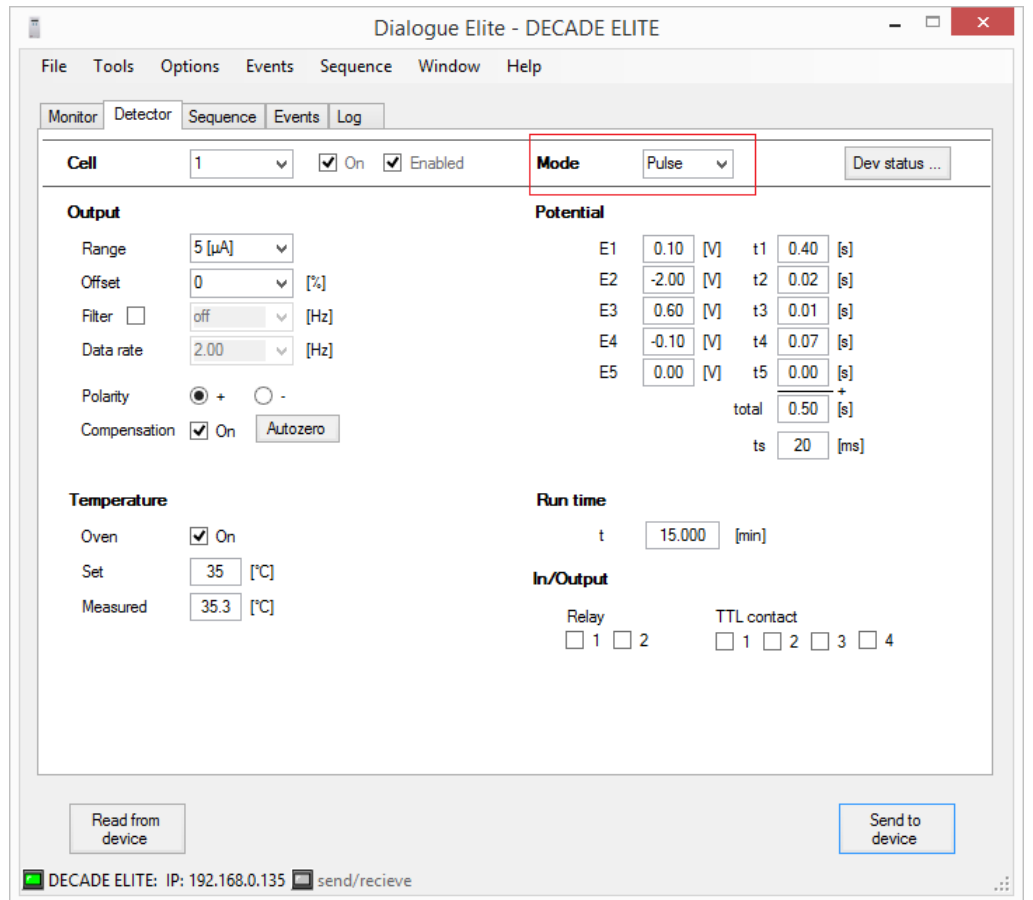 Dialogue Elite - DECADE ELITE
File Tools Options Events Sequence Window Help
Monitor Detector Sequence Events Log
Cell 1 On Enabled Mode Pulse Dev status ...
Output Potential
Range 5 [µA] E1 0.10 [V] t1 0.40 [s]
Offset 0 [%] E2 -2.00 [V] t2 0.02 [s]
Filter off [Hz] E3 0.60 [V] t3 0.01 [s]
Data rate 2.00 [Hz] E4 -0.10 [V] t4 0.07 [s]
E5 0.00 [V] t5 0.00 [s]
Polarity + - +
total 0.50 [s]
Compensation On Autozero
ts 20 [ms]
Temperature Run time
Oven On t 15.000 [min]
Set 35 [°C] In/Output
Measured 35.3 [°C] Relay TTL contact
1 2 1 2 3 4
Read from device Send to device
DECADE ELITE: IP: 192.168.0.135 send/recieve